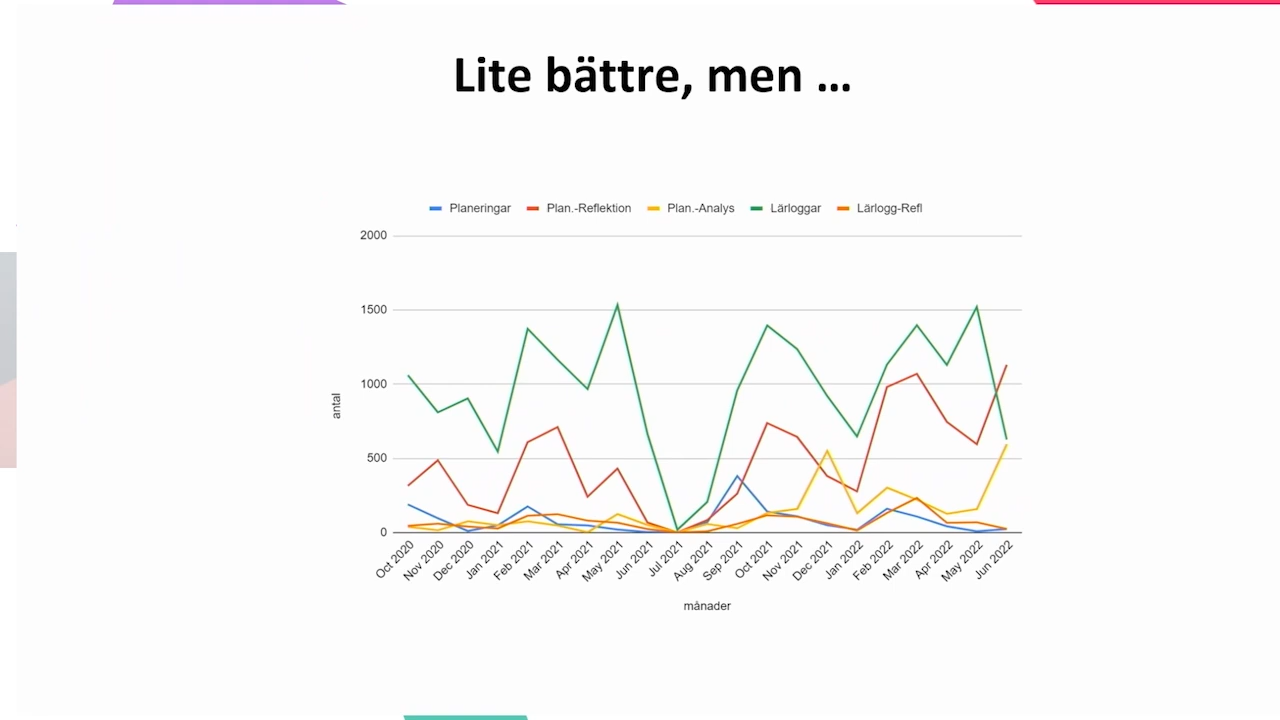 Lite bättre, men ...
Planeringar Plan.-Reflektion Plan.-Analys Lärloggar Lärlogg-Refl
2000
1500
1000
500
0
antal
Oct 2020 Nov 2020 Dec 2020 Jan 2021 Feb 2021 Mar 2021 Apr 2021 May 2021 Jun 2021 Jul 2021 Aug 2021 Sep 2021 Oct 2021 Nov 2021 Dec 2021 Jan 2022 Feb 2022 Mar 2022 Apr 2022 May 2022 Jun 2022
månader